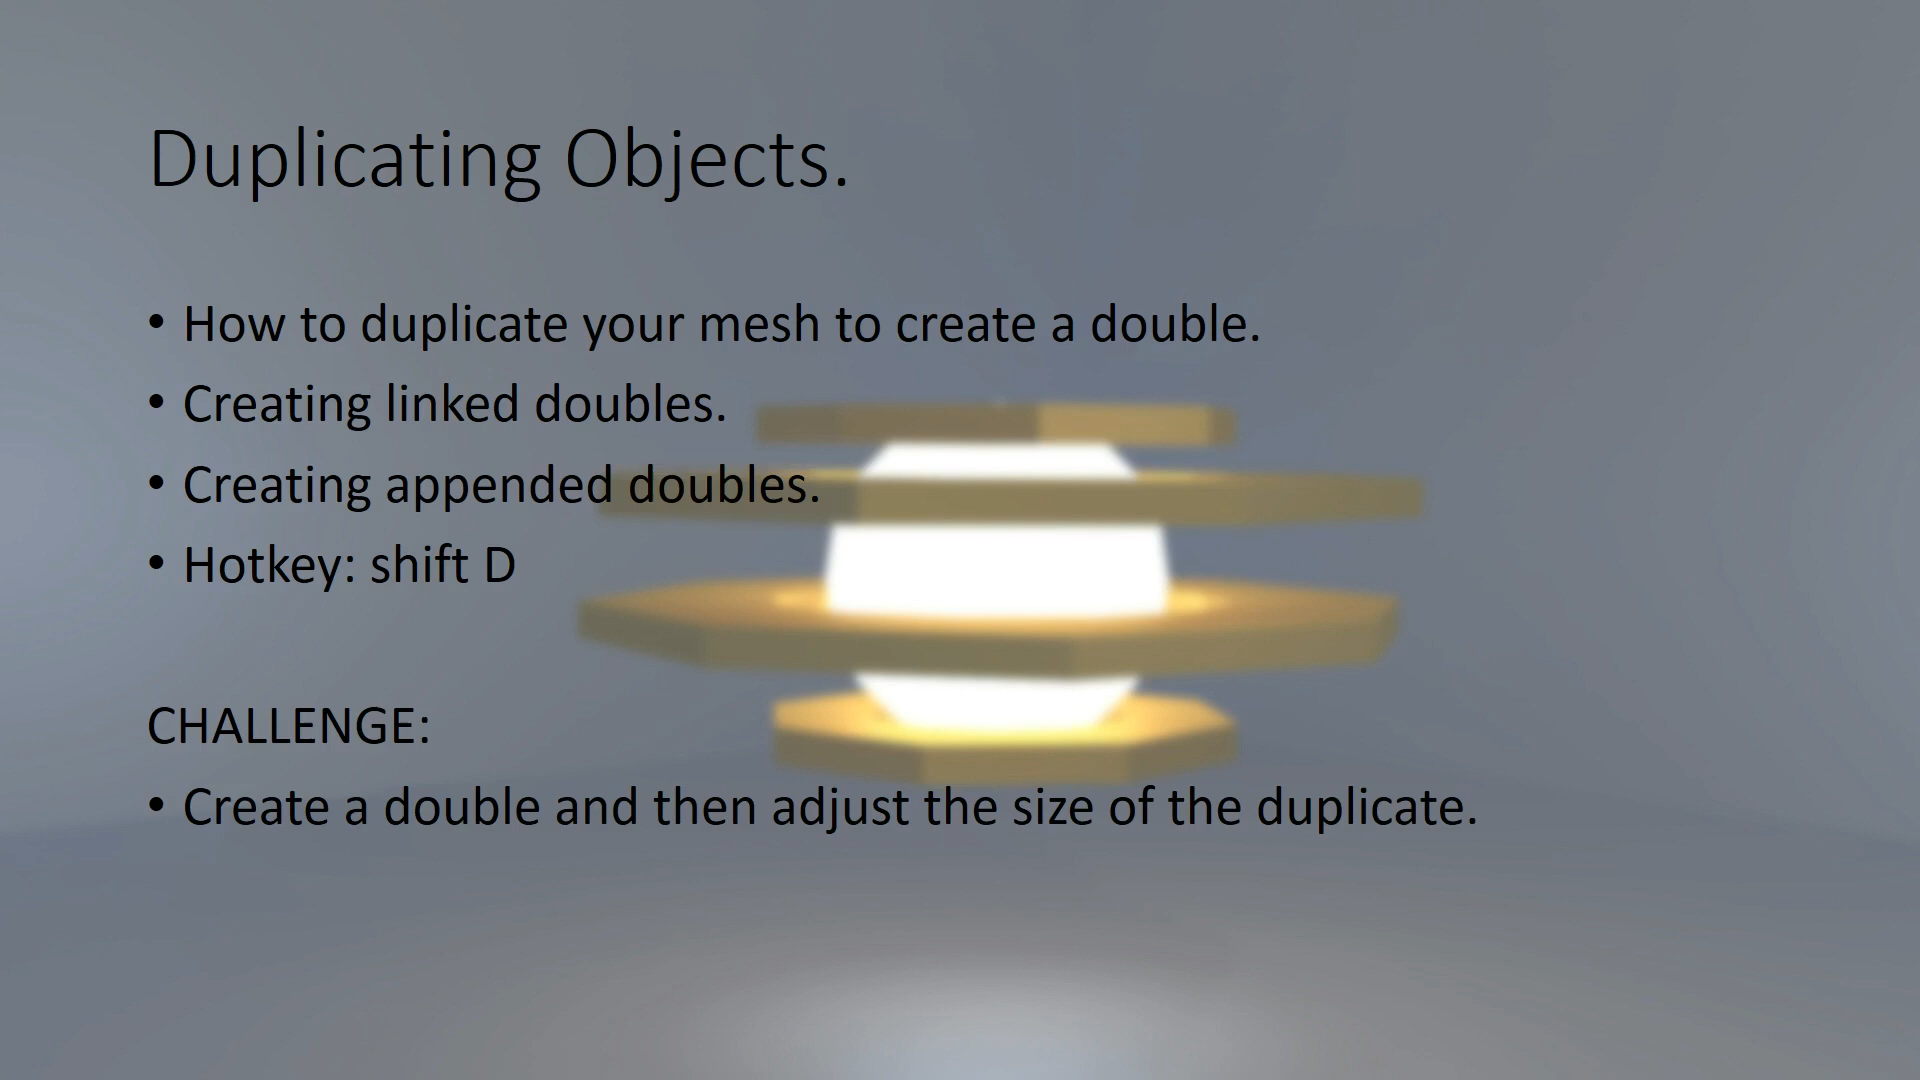 Duplicating Objects.
• How to duplicate your mesh to create a double.
• Creating linked doubles.
• Creating appended doubles.
• Hotkey: shift D
CHALLENGE:
• Create a double and then adjust the size of the duplicate.